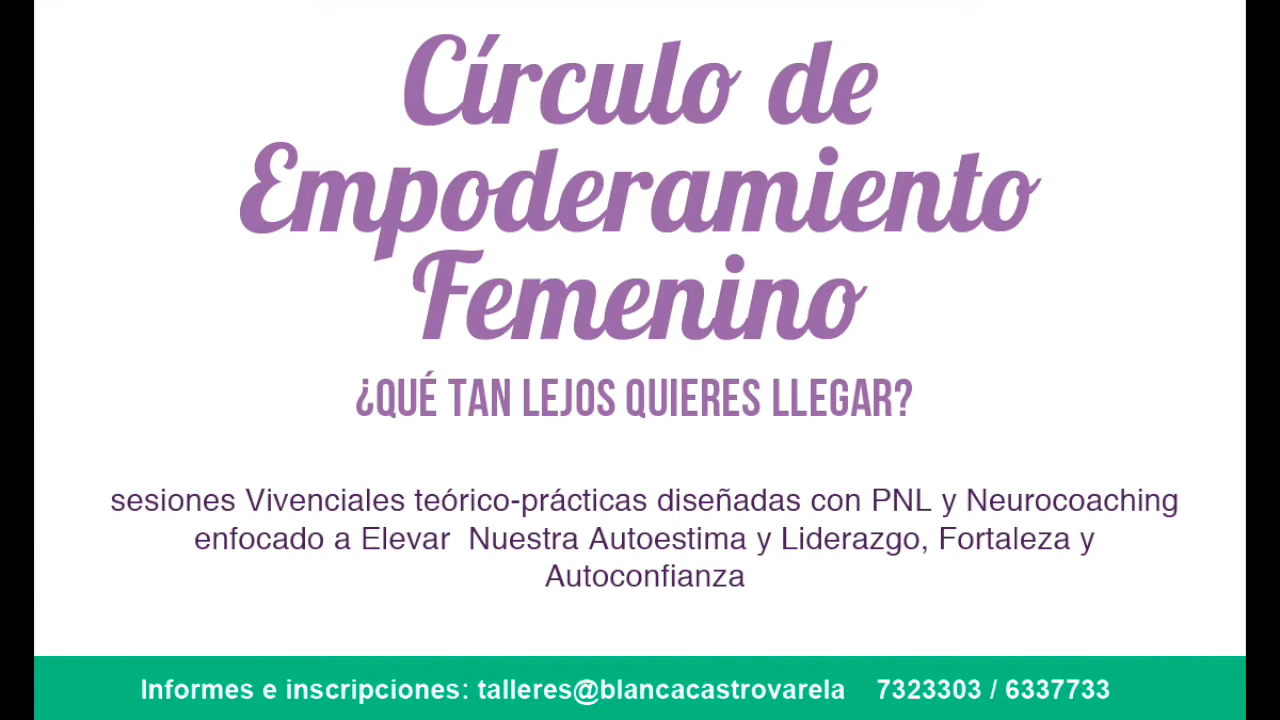 Círculo de
Empoderamiento
Femenino
¿QUÉ TAN LEJOS QUIERES LLEGAR?
sesiones Vivenciales teórico-prácticas diseñadas con PNL y Neurocoaching
enfocado a Elevar  Nuestra Autoestima y Liderazgo, Fortaleza y
Autoconfianza
Informes e inscripciones: talleres@blancacastrovarela    7323303 / 6337733